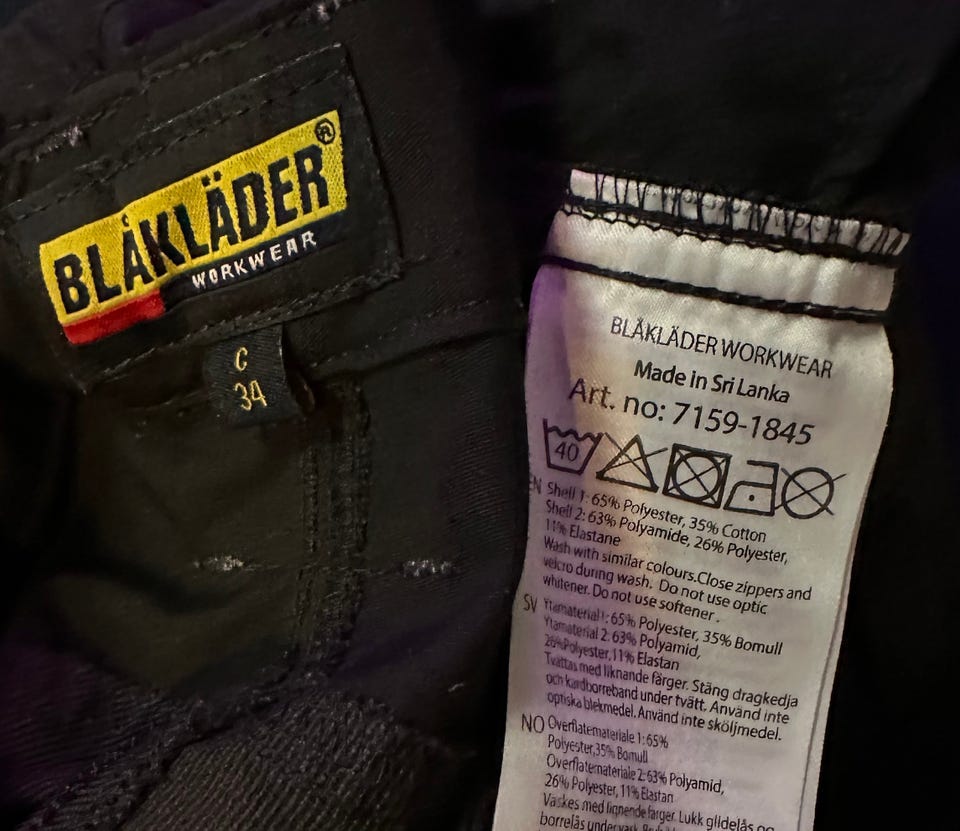 BLÅKLÄDER®
WORKWEAR
C
34
BLÅKLÄDER WORKWEAR
Made in Sri Lanka
Art. no: 7159-1845
40
EN Shell 1: 65% Polyester, 35% Cotton
Shell 2: 63% Polyamide, 26% Polyester,
11% Elastane
Wash with similar colours.Close zippers and
velcro during wash. Do not use optic
whitener. Do not use softener.
SV Ytamaterial1: 65% Polyester, 35% Bomull
Ytamaterial 2: 63% Polyamid,
26%Polyester,11% Elastan
Tvättas med liknande färger. Stäng dragkedja
och kardborreband under tvätt. Använd inte
optiska blekmedel. Använd inte sköljmedel.
NO Overflatemateriale 1: 65%
Polyester,35% Bomull
Overflatemateriale 2: 63% Polyamid,
26% Polyester, 11% Elastan
Vaskes med lignende farger. Lukk glidelås og
borrelås under